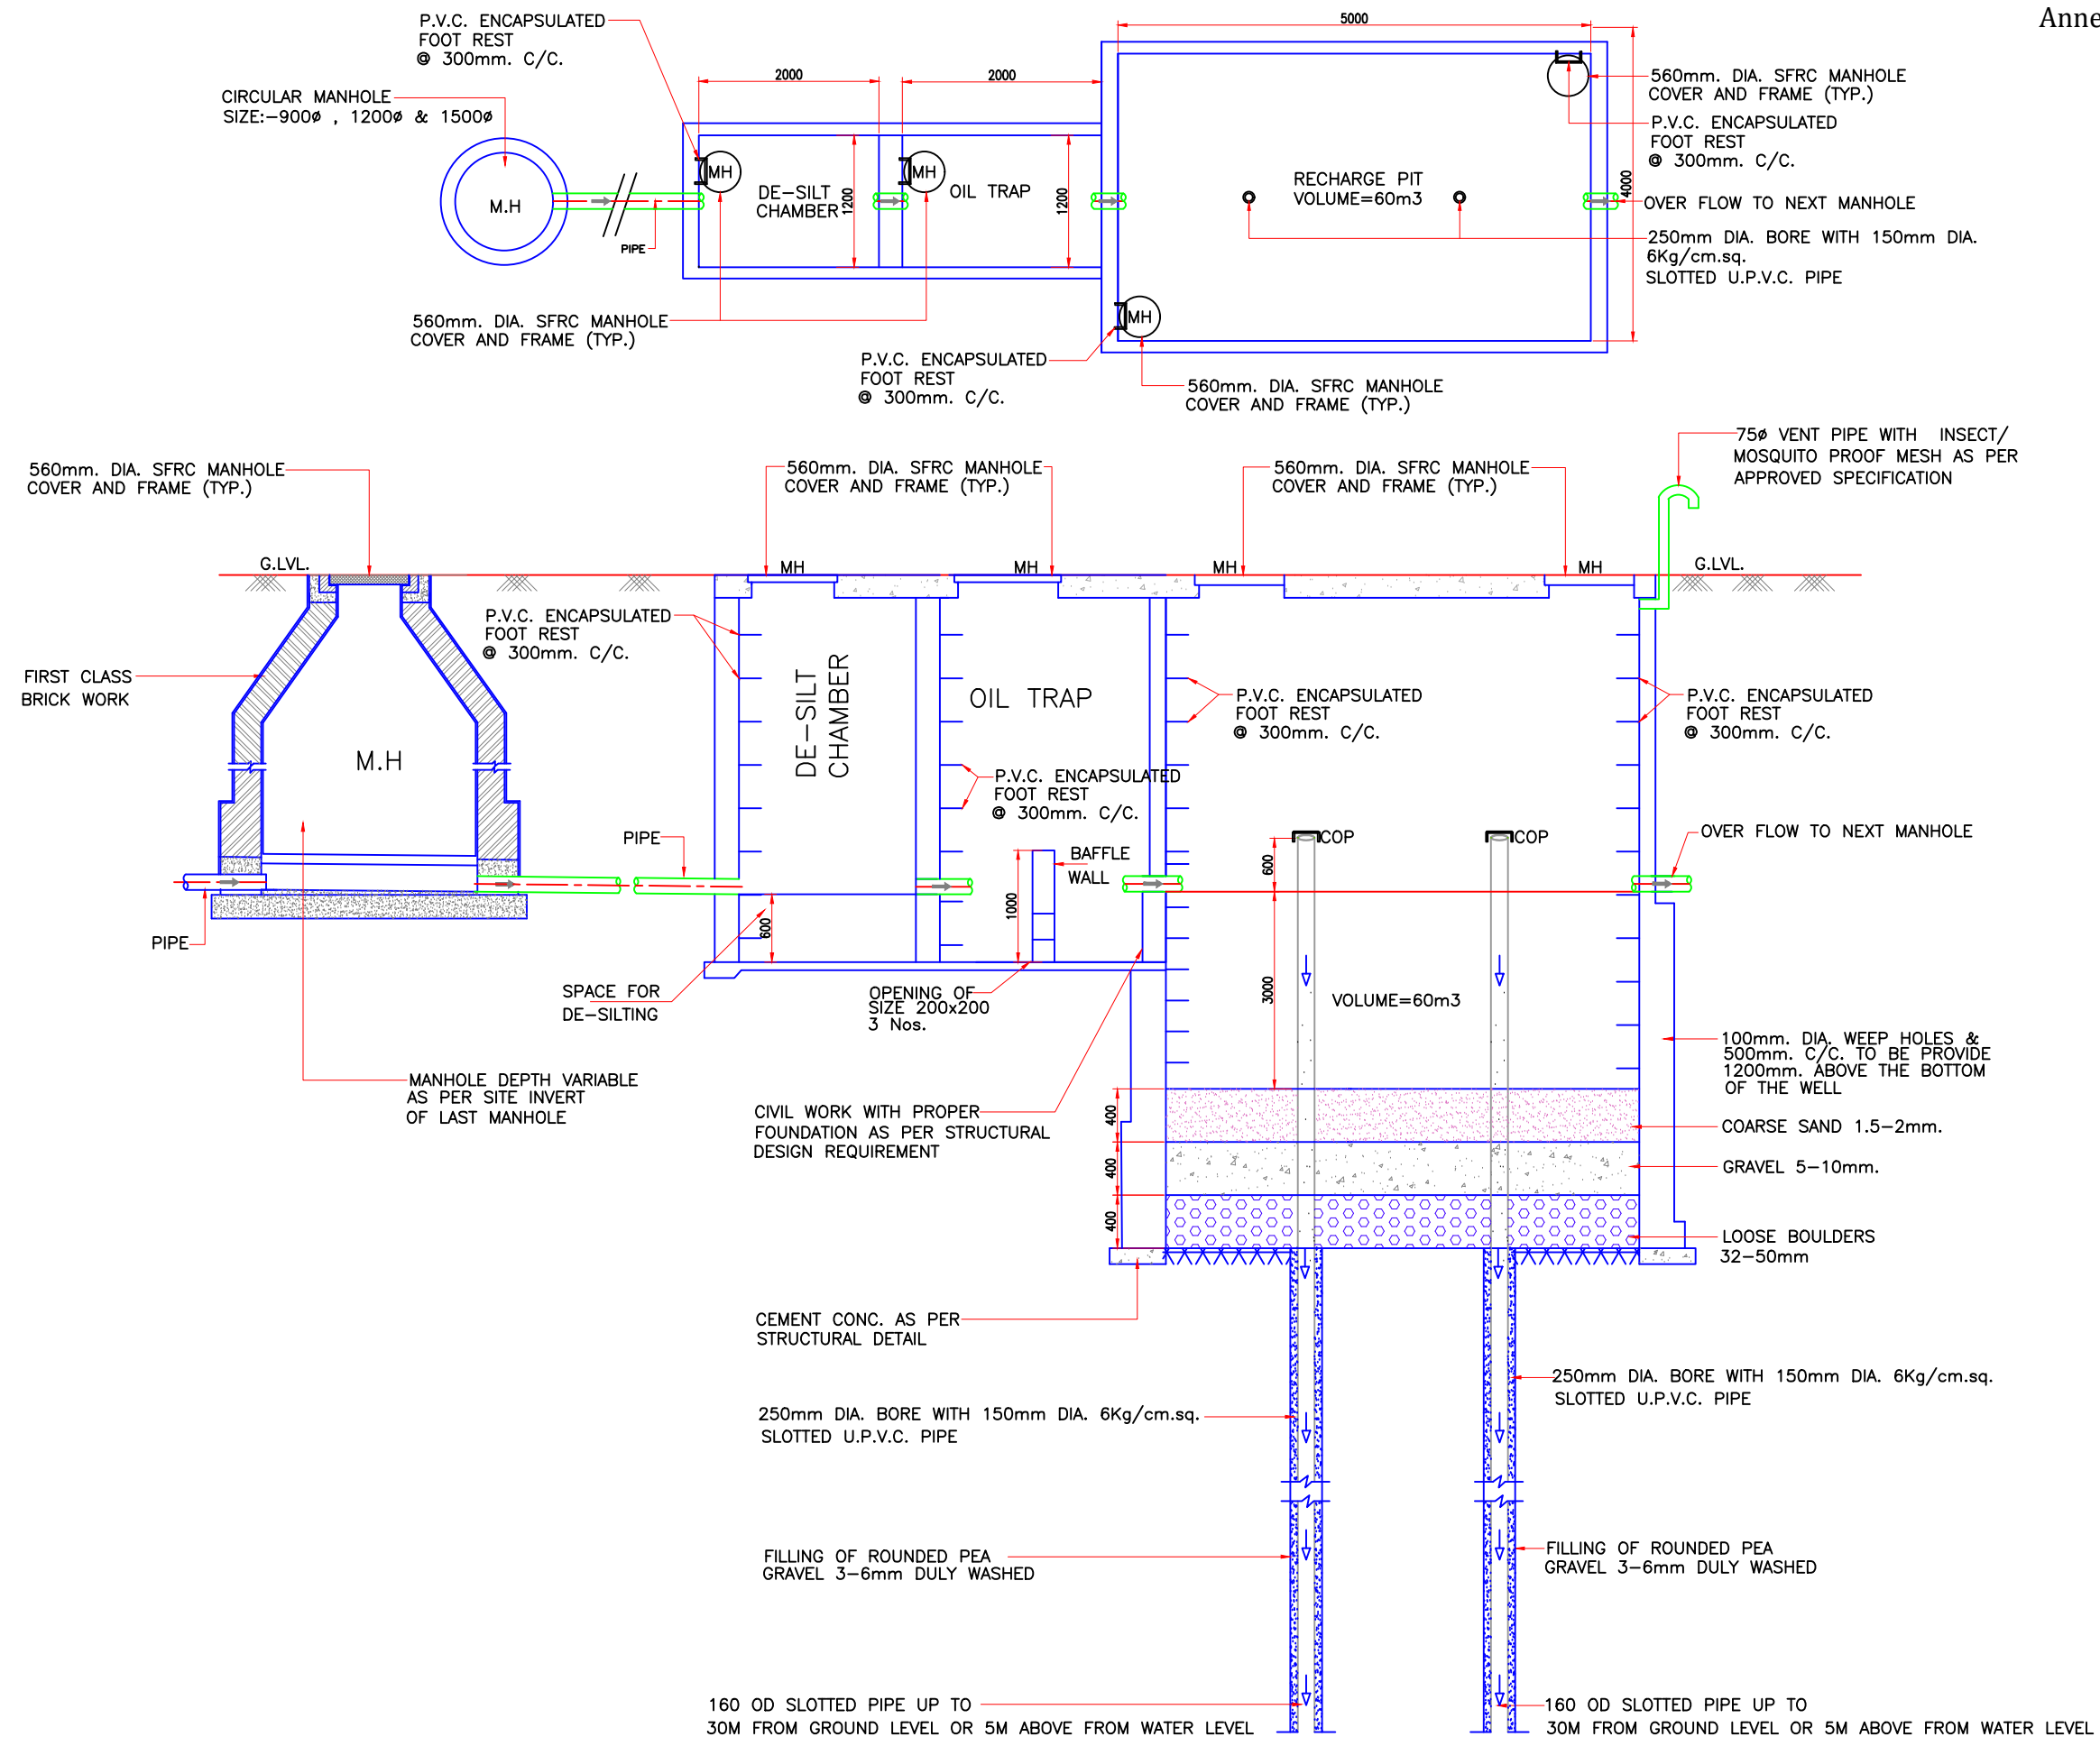 Anne
P.V.C. ENCAPSULATED
FOOT REST
@ 300mm. C/C.
CIRCULAR MANHOLE
SIZE:-900ø , 1200ø & 1500ø
M.H
PIPE
2000
2000
5000
MH
DE-SILT
CHAMBER
1200
MH
OIL TRAP
1200
RECHARGE PIT
VOLUME=60m3
4000
MH
560mm. DIA. SFRC MANHOLE
COVER AND FRAME (TYP.)
P.V.C. ENCAPSULATED
FOOT REST
@ 300mm. C/C.
OVER FLOW TO NEXT MANHOLE
250mm DIA. BORE WITH 150mm DIA.
6Kg/cm.sq.
SLOTTED U.P.V.C. PIPE
560mm. DIA. SFRC MANHOLE
COVER AND FRAME (TYP.)
P.V.C. ENCAPSULATED
FOOT REST
@ 300mm. C/C.
560mm. DIA. SFRC MANHOLE
COVER AND FRAME (TYP.)
75ø VENT PIPE WITH INSECT/
MOSQUITO PROOF MESH AS PER
APPROVED SPECIFICATION
560mm. DIA. SFRC MANHOLE
COVER AND FRAME (TYP.)
560mm. DIA. SFRC MANHOLE
COVER AND FRAME (TYP.)
560mm. DIA. SFRC MANHOLE
COVER AND FRAME (TYP.)
G.LVL.
MH
MH
MH
MH
G.LVL.
P.V.C. ENCAPSULATED
FOOT REST
@ 300mm. C/C.
FIRST CLASS
BRICK WORK
M.H
DE-SILT
CHAMBER
OIL TRAP
P.V.C. ENCAPSULATED
FOOT REST
@ 300mm. C/C.
P.V.C. ENCAPSULATED
FOOT REST
@ 300mm. C/C.
P.V.C. ENCAPSULATED
FOOT REST
@ 300mm. C/C.
PIPE
BAFFLE
WALL
COP
COP
OVER FLOW TO NEXT MANHOLE
600
1000
600
PIPE
SPACE FOR
DE-SILTING
OPENING OF
SIZE 200x200
3 Nos.
3000
VOLUME=60m3
100mm. DIA. WEEP HOLES &
500mm. C/C. TO BE PROVIDE
1200mm. ABOVE THE BOTTOM
OF THE WELL
MANHOLE DEPTH VARIABLE
AS PER SITE INVERT
OF LAST MANHOLE
CIVIL WORK WITH PROPER
FOUNDATION AS PER STRUCTURAL
DESIGN REQUIREMENT
400
COARSE SAND 1.5-2mm.
400
GRAVEL 5-10mm.
400
LOOSE BOULDERS
32-50mm
CEMENT CONC. AS PER
STRUCTURAL DETAIL
250mm DIA. BORE WITH 150mm DIA. 6Kg/cm.sq.
SLOTTED U.P.V.C. PIPE
250mm DIA. BORE WITH 150mm DIA. 6Kg/cm.sq.
SLOTTED U.P.V.C. PIPE
FILLING OF ROUNDED PEA
GRAVEL 3-6mm DULY WASHED
FILLING OF ROUNDED PEA
GRAVEL 3-6mm DULY WASHED
160 OD SLOTTED PIPE UP TO
30M FROM GROUND LEVEL OR 5M ABOVE FROM WATER LEVEL
160 OD SLOTTED PIPE UP TO
30M FROM GROUND LEVEL OR 5M ABOVE FROM WATER LEVEL